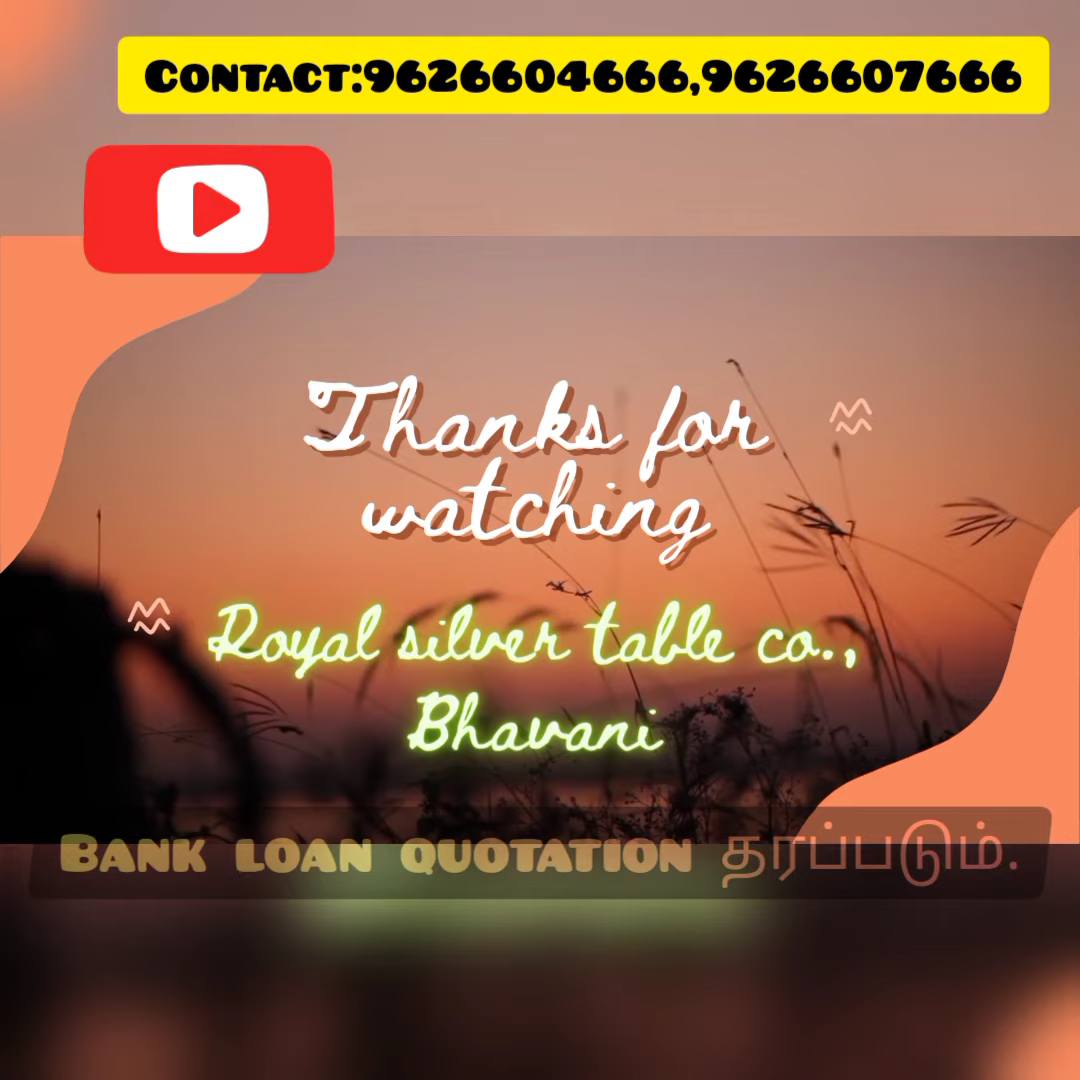 CONTACT:9626604666,9626607666
Thanks for
watching
Royal silver table co.,
Bhavani
BANK LOAN QUOTATION தரப்படும்.